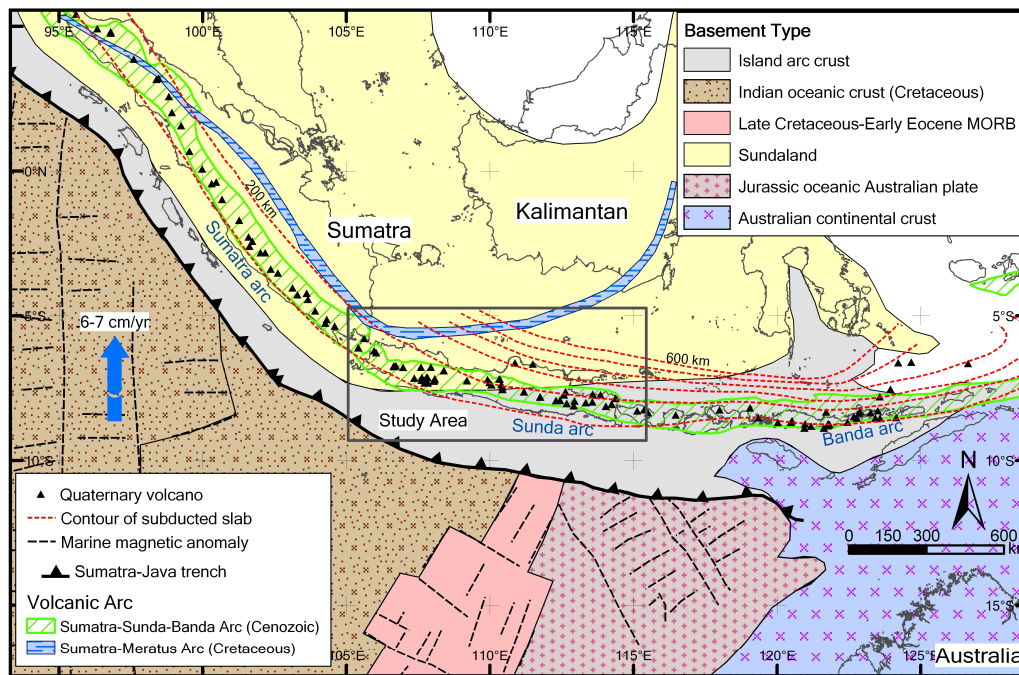 95°E
100°E
105°E
110°E
Basement Type
Island arc crust
Indian oceanic crust (Cretaceous)
Late Cretaceous-Early Eocene MORB
Sundaland
Jurassic oceanic Australian plate
Australian continental crust
0°N
200 km
Sumatra
Kalimantan
Sumatra arc
5°S
5°S
6-7 cm/yr
600 km
Study Area
Sunda arc
Banda arc
10°S
10°S
N
0 150 300 600
km
Quaternary volcano
Contour of subducted slab
Marine magnetic anomaly
Sumatra-Java trench
Volcanic Arc
Sumatra-Sunda-Banda Arc (Cenozoic)
Sumatra-Meratus Arc (Cretaceous)
15°S
105°E
110°E
115°E
120°E
125°E
Australia